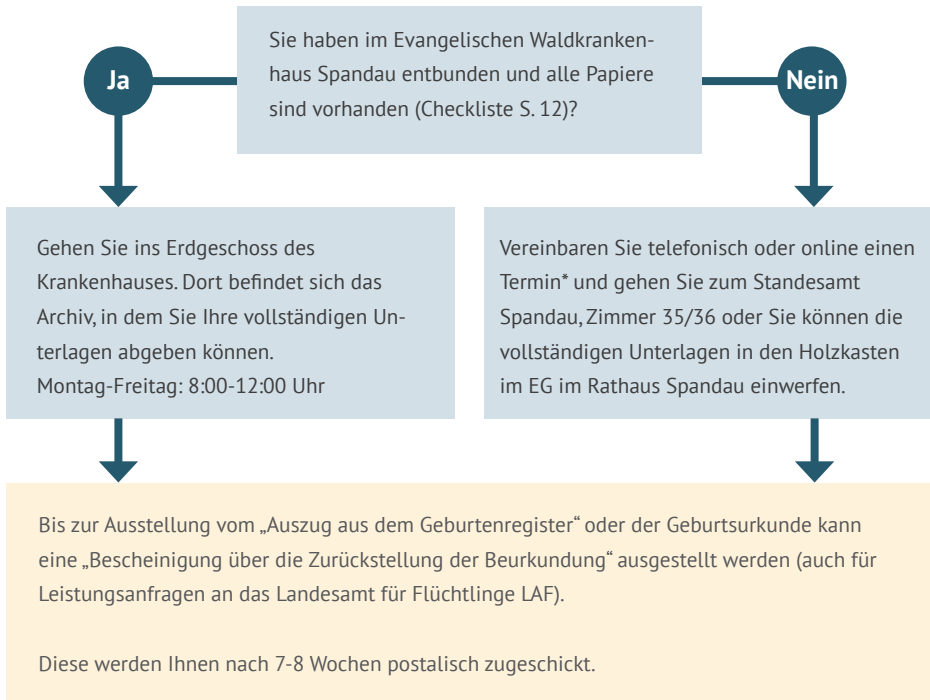 Sie haben im Evangelischen Waldkranken-
haus Spandau entbunden und alle Papiere
sind vorhanden (Checkliste S. 12)?
Ja
Nein
Gehen Sie ins Erdgeschoss des
Krankenhauses. Dort befindet sich das
Archiv, in dem Sie Ihre vollständigen Un-
terlagen abgeben können.
Montag-Freitag: 8:00-12:00 Uhr
Vereinbaren Sie telefonisch oder online einen
Termin* und gehen Sie zum Standesamt
Spandau, Zimmer 35/36 oder Sie können die
vollständigen Unterlagen in den Holzkasten
im EG im Rathaus Spandau einwerfen.
Bis zur Ausstellung vom „Auszug aus dem Geburtenregister“ oder der Geburtsurkunde kann
eine „Bescheinigung über die Zurückstellung der Beurkundung“ ausgestellt werden (auch für
Leistungsanfragen an das Landesamt für Flüchtlinge LAF).
Diese werden Ihnen nach 7-8 Wochen postalisch zugeschickt.